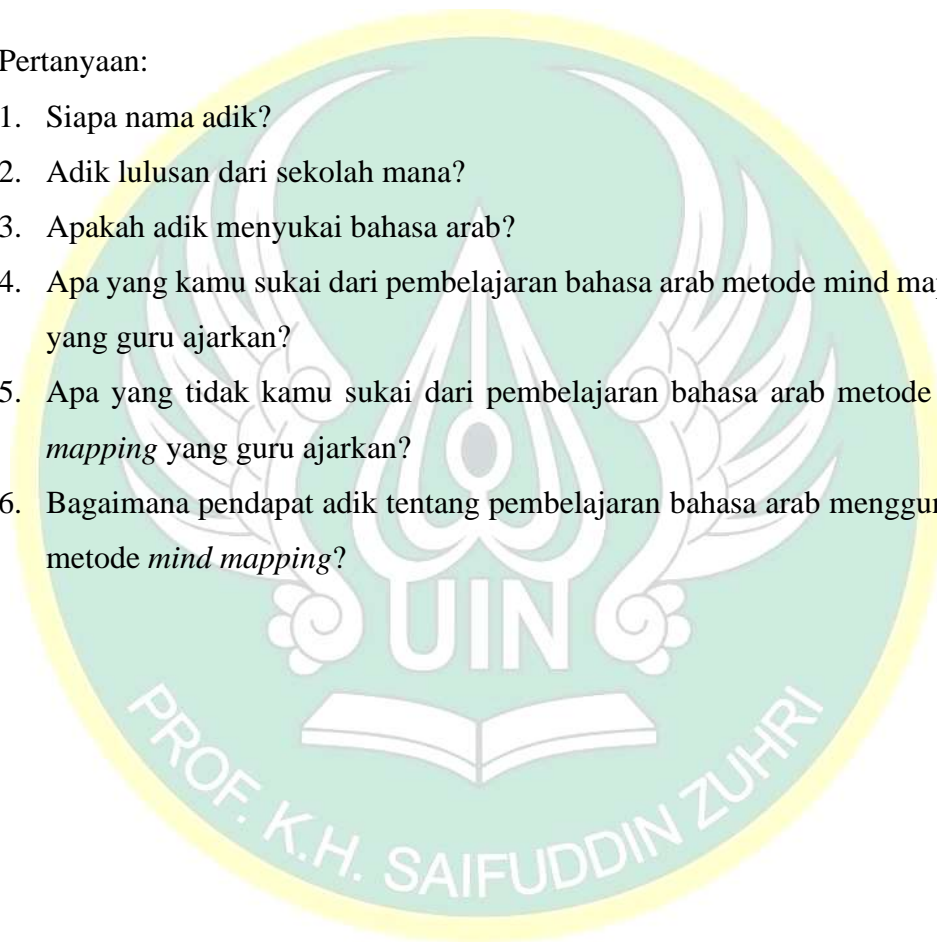 Pertanyaan:
1. Siapa nama adik?
2. Adik lulusan dari sekolah mana?
3. Apakah adik menyukai bahasa arab?
4. Apa yang kamu sukai dari pembelajaran bahasa arab metode mind
yang guru ajarkan?
5. Apa yang tidak kamu sukai dari pembelajaran bahasa arab metode
mapping yang guru ajarkan?
6. Bagaimana pendapat adik tentang pembelajaran bahasa arab
metode mind mapping?
UIN
PROF. K.H. SAIFUDDIN ZUHRI